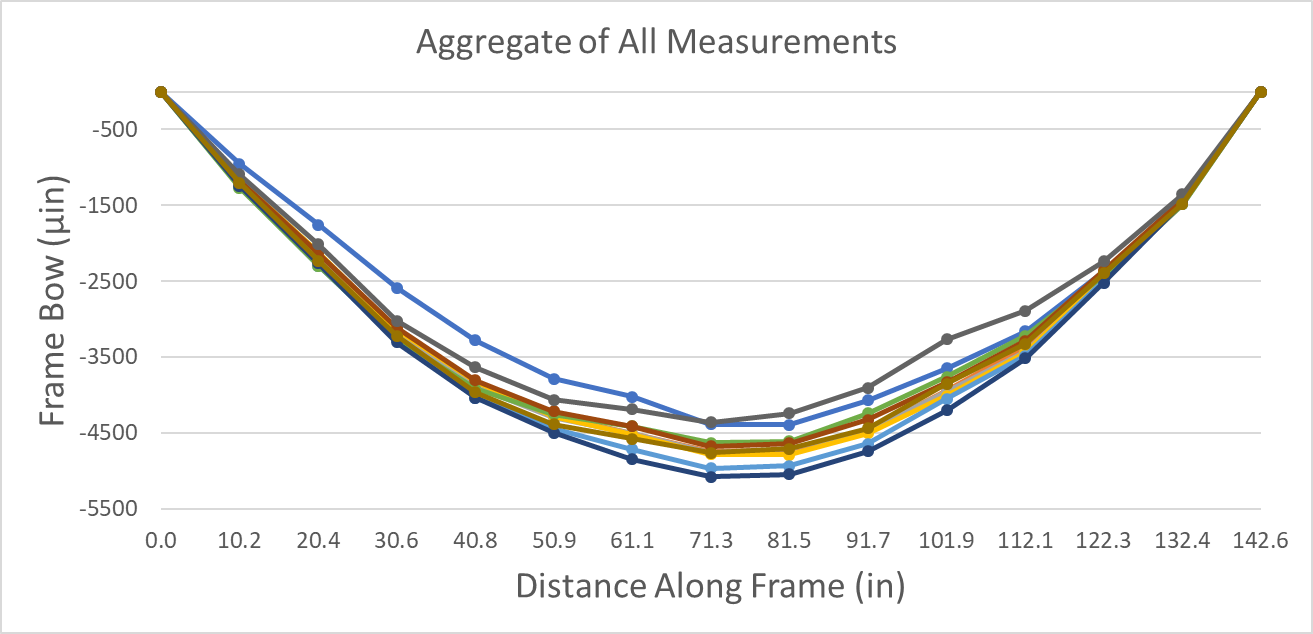 Aggregate of All Measurements
Frame Bow (μin)
-500
-1500
-2500
-3500
-4500
-5500
0.0 10.2 20.4 30.6 40.8 50.9 61.1 71.3 81.5 91.7 101.9 112.1 122.3 132.4 142.6
Distance Along Frame (in)